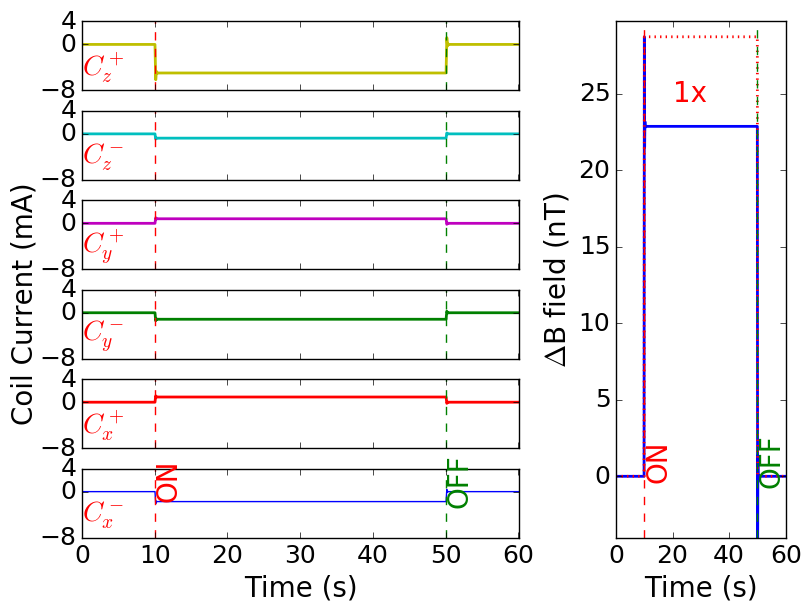 Coil Current (mA)
4
0
−8
C_z^+
4
0
−8
C_z^−
4
0
−8
C_y^+
4
0
−8
C_y^−
4
0
−8
C_x^+
4
0
−8
C_x^−
ON
OFF
0 10 20 30 40 50 60
Time (s)
ΔB field (nT)
25
20
15
10
5
0
1x
ON
OFF
0 20 40 60
Time (s)